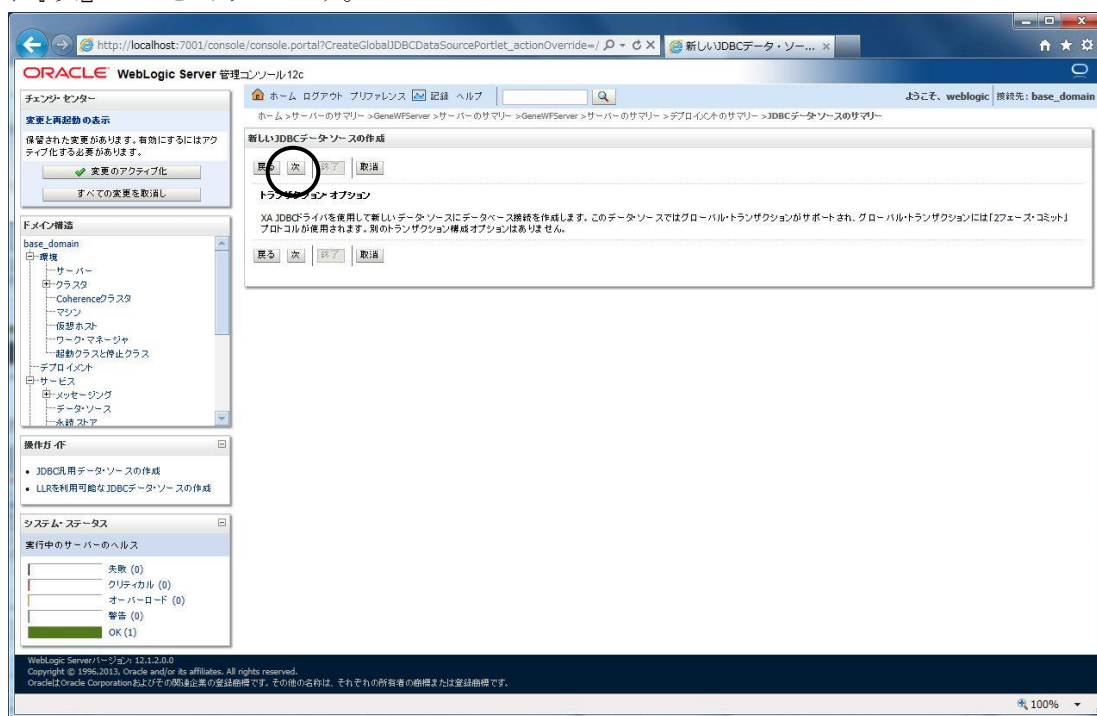 http://localhost:7001/console/console.portal?CreateGlobalJDBCDataSourcePortlet_actionOverride=/
新しいJDBCデータ・ソー...
ORACLE WebLogic Server 管理コンソール12c
チェンジ・センター
変更と再起動の表示
保留された変更があります。有効にするにはアク
ティブ化する必要があります。
変更のアクティブ化
すべての変更を取消し
ドメイン構造
base_domain
環境
サーバー
クラスタ
Coherenceクラスタ
マシン
仮想ホスト
ワーク・マネージャ
起動クラスと停止クラス
デプロイメント
サービス
メッセージング
データ・ソース
永続ストア
操作ガイド
JDBC汎用データ・ソースの作成
LLRを利用可能なJDBCデータ・ソースの作成
システム・ステータス
実行中のサーバーのヘルス
失敗 (0)
クリティカル (0)
オーバーロード (0)
警告 (0)
OK (1)
ホーム ログアウト プリファレンス 記録 ヘルプ
ようこそ、weblogic 接続先: base_domain
ホーム >サーバーのサマリー >GeneWFServer >サーバーのサマリー >GeneWFServer >サーバーのサマリー >デプロイメントのサマリー >JDBCデータ・ソースのサマリー
新しいJDBCデータ・ソースの作成
戻る 次 終了 取消
トランザクション・オプション
XA JDBCドライバを使用して新しいデータ・ソースにデータベース接続を作成します。このデータ・ソースではグローバル・トランザクションがサポートされ、グローバル・トランザクションには「2フェーズ・コミット」
プロトコルが使用されます。別のトランザクション構成オプションはありません。
戻る 次 終了 取消
WebLogic Serverバージョン: 12.1.2.0.0
Copyright © 1996,2013, Oracle and/or its affiliates. All rights reserved.
OracleはOracle Corporationおよびその関連企業の登録商標です。その他の名称は、それぞれの所有者の商標または登録商標です。
100%